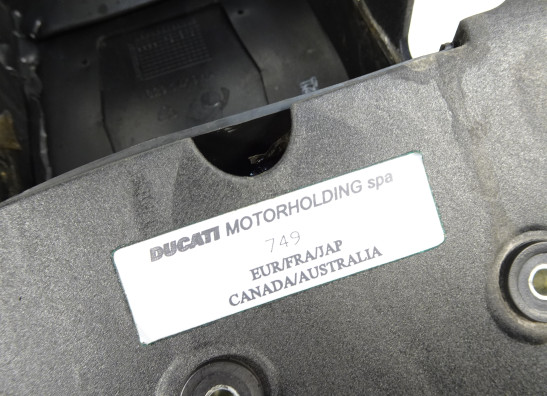 DUCATI MOTORHOLDING spa
749
EUR/FRA/JAP
CANADA/AUSTRALIA